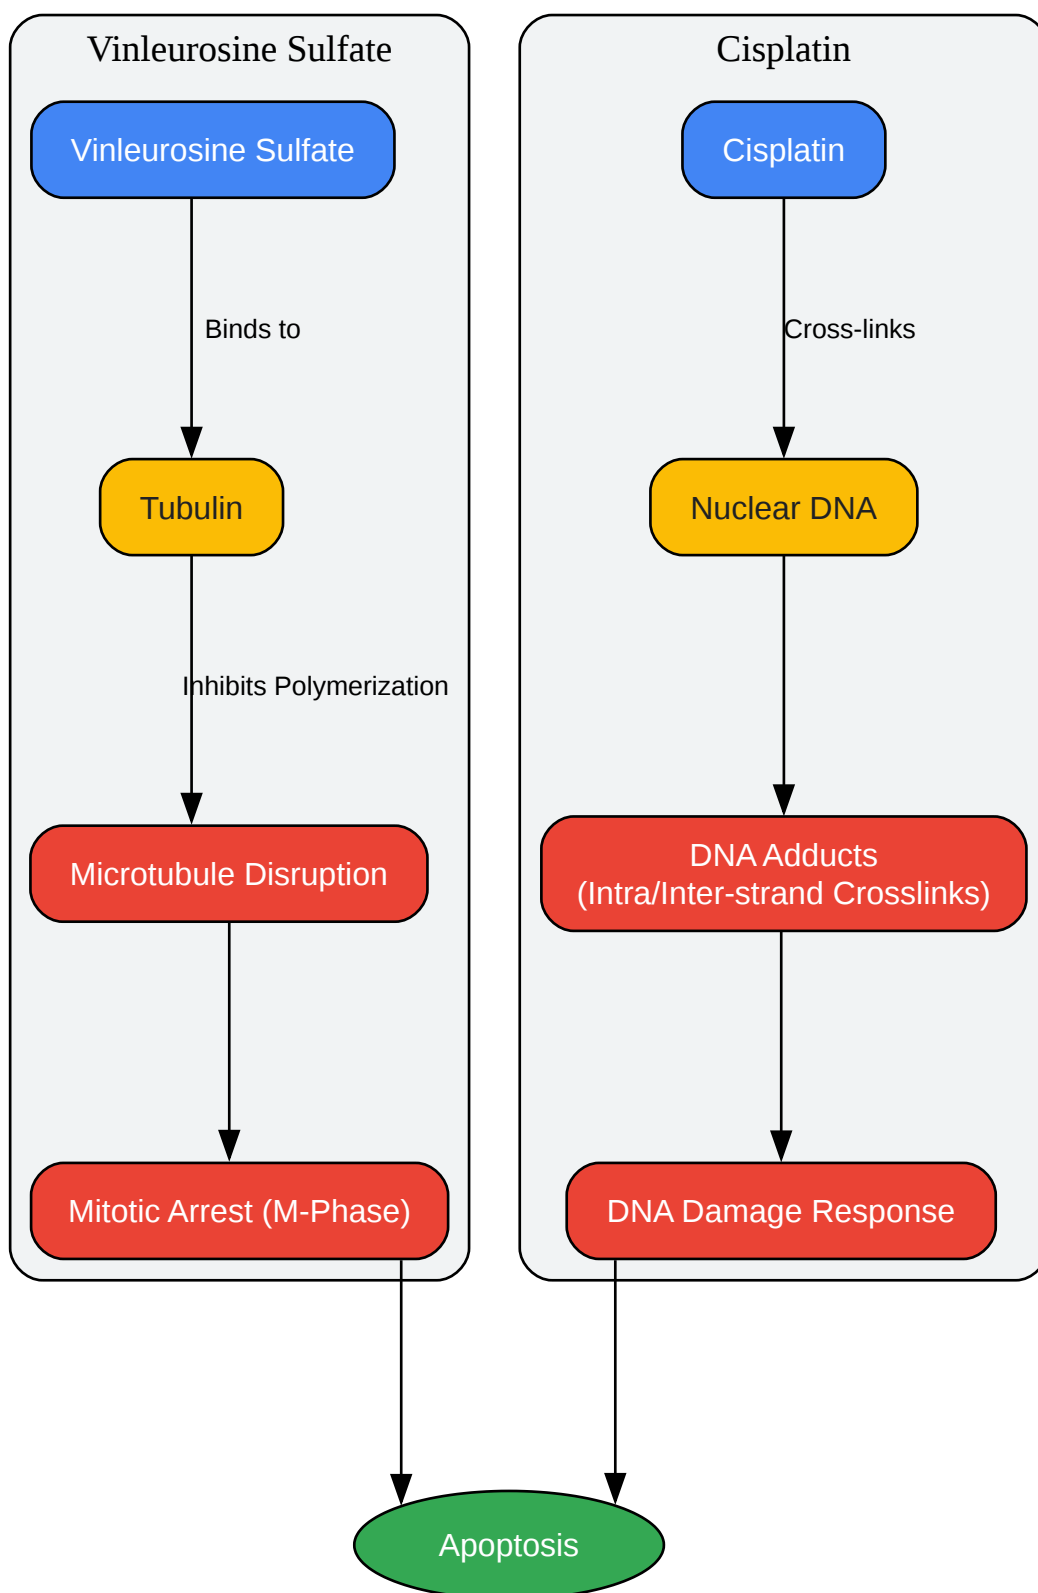 Vinleurosine Sulfate
Vinleurosine Sulfate
Binds to
Tubulin
Inhibits Polymerization
Microtubule Disruption
Mitotic Arrest (M-Phase)
Cisplatin
Cisplatin
Cross-links
Nuclear DNA
DNA Adducts
(Intra/Inter-strand Crosslinks)
DNA Damage Response
Apoptosis